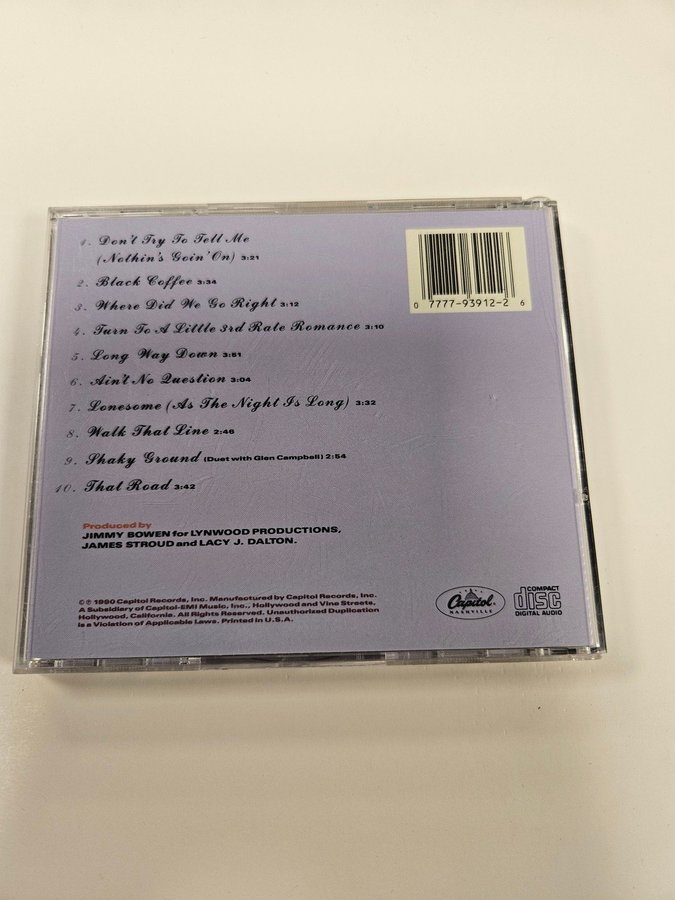 1. Don't Try To Tell Me
(Nothin's Goin' On) 3:21
2. Black Coffee 3:34
3. Where Did We Go Right 3:12
4. Turn To A Little 3rd Rate Romance 3:10
5. Long Way Down 3:51
6. Ain't No Question 3:04
7. Lonesome (As The Night Is Long) 3:32
8. Walk That Line 2:46
9. Shaky Ground (Duet with Glen Campbell) 2:54
10. That Road 3:42
0 7777-93912-2 6
Produced by
JIMMY BOWEN for LYNWOOD PRODUCTIONS,
JAMES STROUD and LACY J. DALTON.
©℗ 1990 Capitol Records, Inc. Manufactured by Capitol Records, Inc.
A Subsidiary of Capitol-EMI Music, Inc., Hollywood and Vine Streets,
Hollywood, California. All Rights Reserved. Unauthorized Duplication
is a Violation of Applicable Laws. Printed in U.S.A.
Capitol®
NASHVILLE
COMPACT
disc
DIGITAL AUDIO